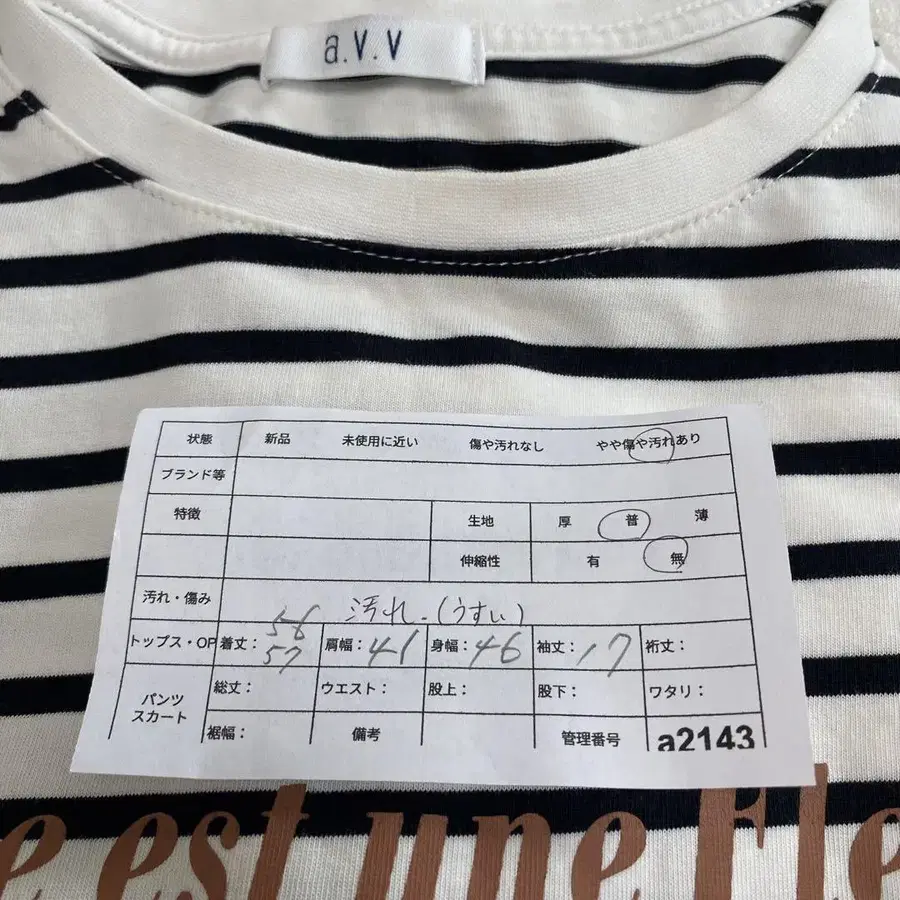 a.v.v
状態 新品 未使用に近い 傷や汚れなし やや傷や汚れあり
ブランド等
特徴 生地 厚 普 薄
伸縮性 有 無
汚れ・傷み 汚れ.(うすい)
トップス・OP 着丈: 56 57 肩幅: 41 身幅: 46 袖丈: 17 裄丈:
パンツ スカート 総丈: ウエスト: 股上: 股下: ワタリ:
裾幅: 備考 管理番号 a2143
e est une Fle